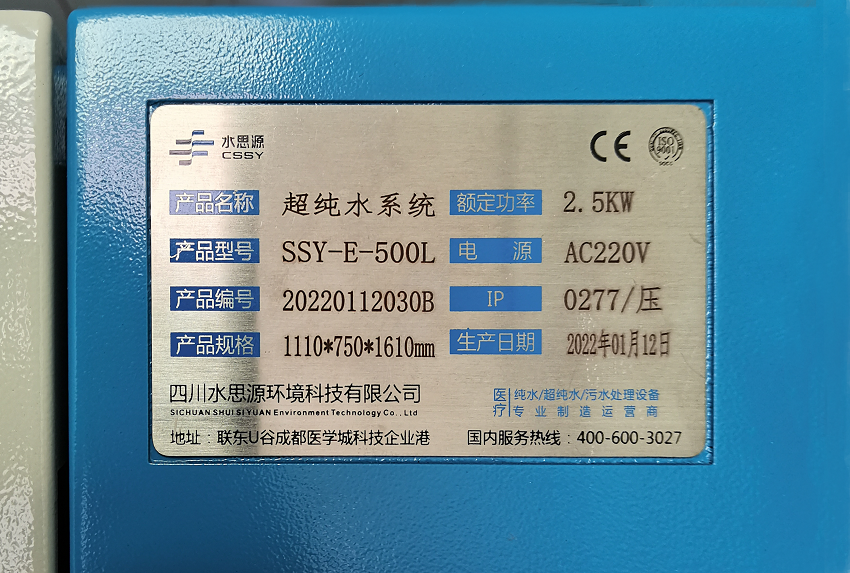 水思源
CSSY
CE
ISO
9001
产品名称 超纯水系统 额定功率 2.5KW
产品型号 SSY-E-500L 电 源 AC220V
产品编号 20220112030B IP 0277/压
产品规格 1110*750*1610mm 生产日期 2022年01月12日
四川水思源环境科技有限公司
SICHUAN SHUI SI YUAN Environment Technology Co., Ltd
医疗 纯水/超纯水/污水处理设备
专业制造运营商
地址：联东U谷成都医学城科技企业港 国内服务热线：400-600-3027